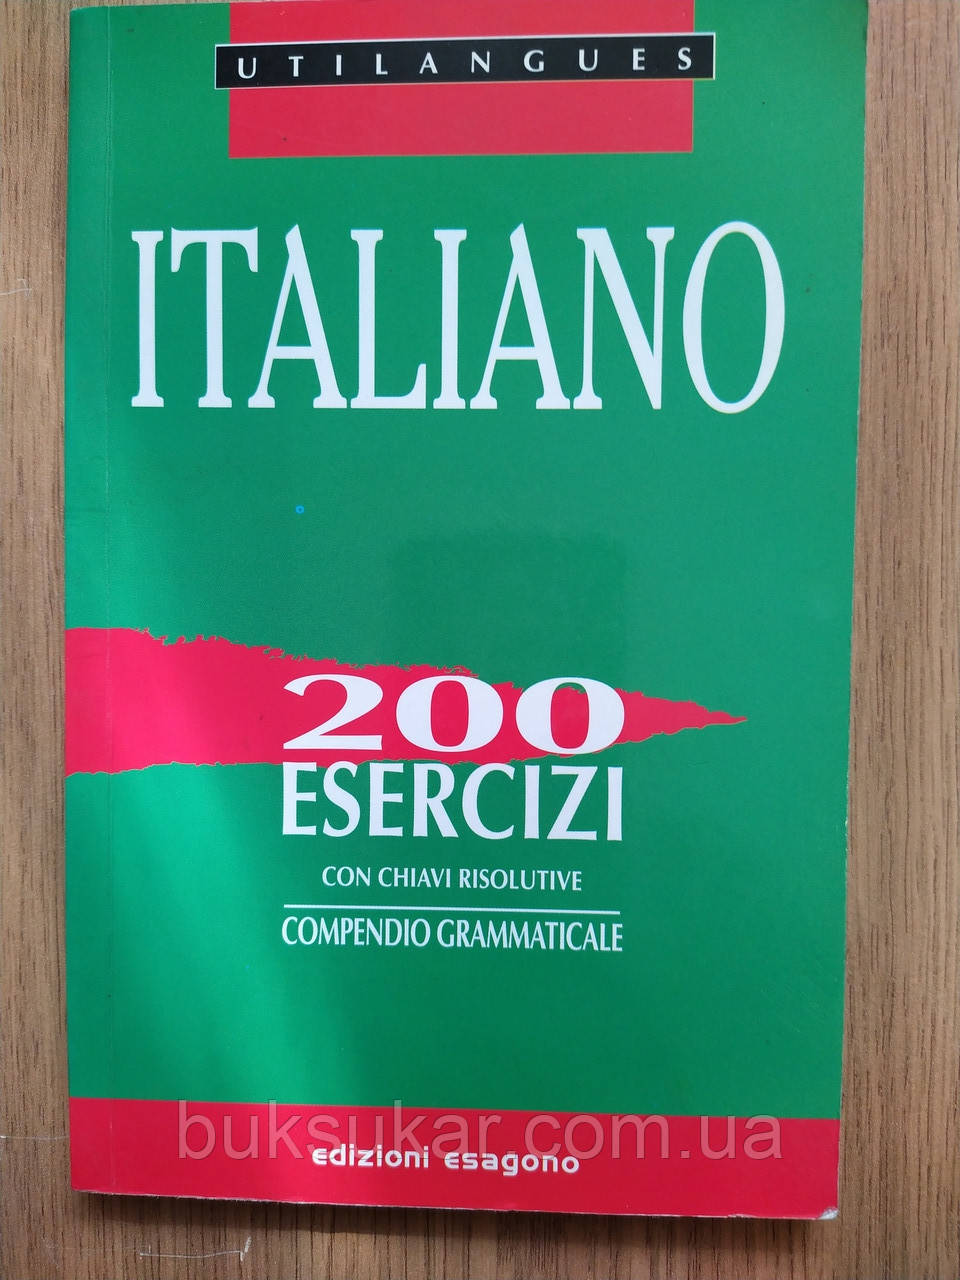 UTILANGUES
ITALIANO
200
ESERCIZI
CON CHIAVI RISOLUTIVE
COMPENDIO GRAMMATICALE
buksukar.com.ua
edizioni esagono